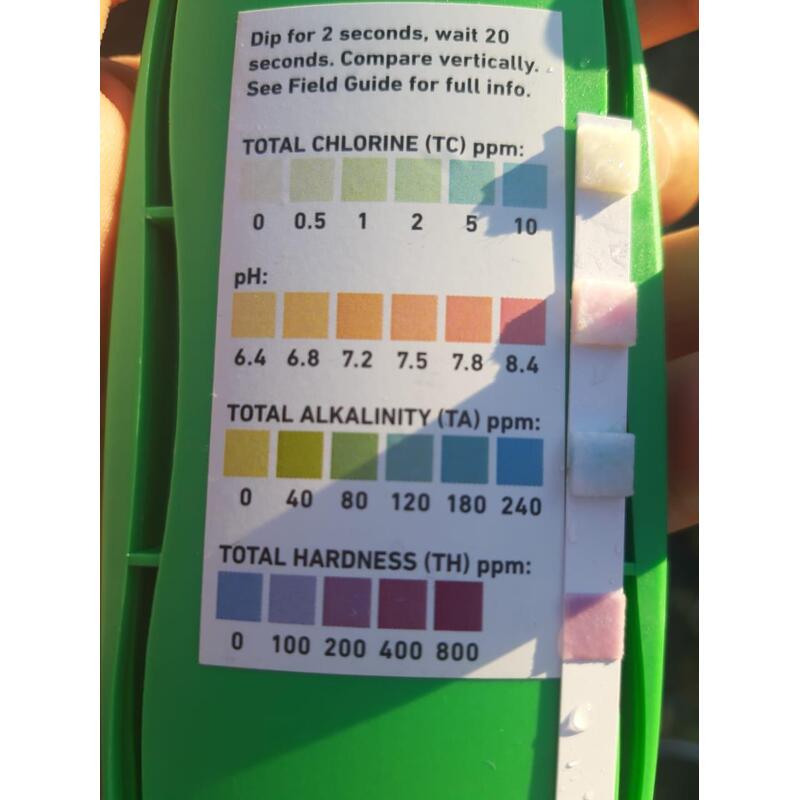 Dip for 2 seconds, wait 20
seconds. Compare vertically.
See Field Guide for full info.
TOTAL CHLORINE (TC) ppm:
0 0.5 1 2 5 10
pH:
6.4 6.8 7.2 7.5 7.8 8.4
TOTAL ALKALINITY (TA) ppm:
0 40 80 120 180 240
TOTAL HARDNESS (TH) ppm:
0 100 200 400 800